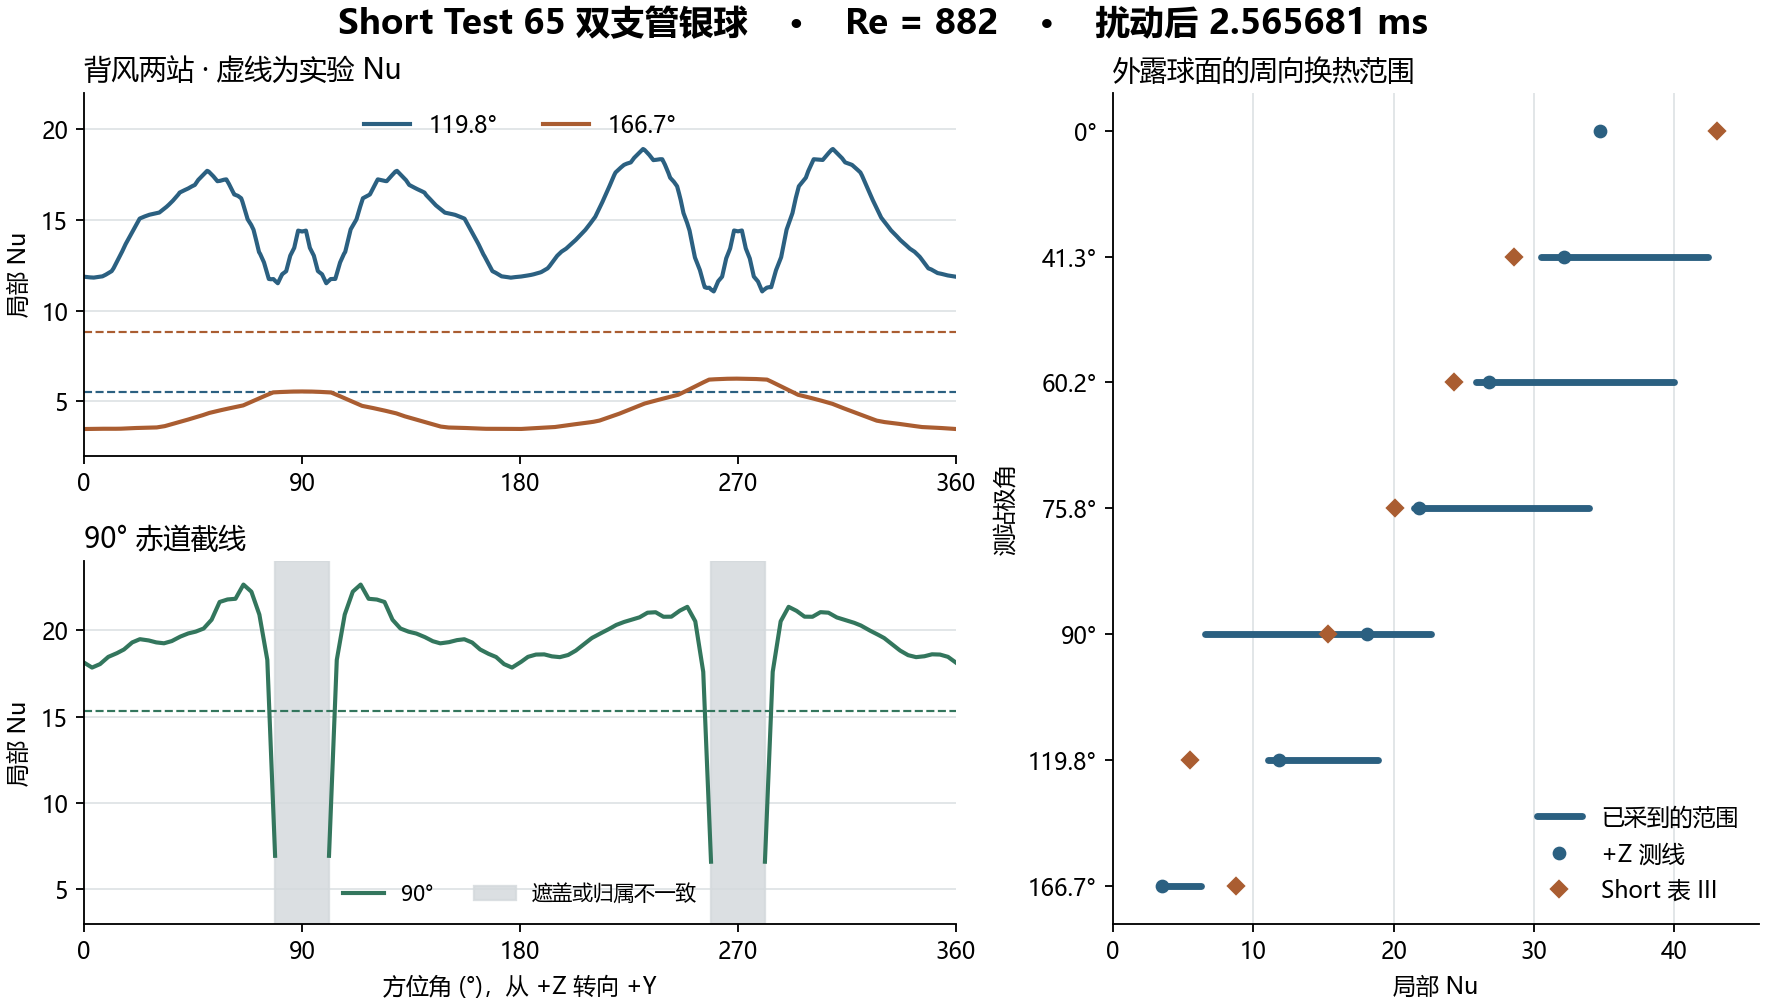 Short Test 65 双支管银球 • Re = 882 • 扰动后 2.565681 ms
背风两站 · 虚线为实验 Nu
119.8°
166.7°
局部 Nu
20
15
10
5
0
90
180
270
360
90° 赤道截线
局部 Nu
20
15
10
5
90°
遮盖或归属不一致
0
90
180
270
360
方位角 (°)，从 +Z 转向 +Y
外露球面的周向换热范围
测站极角
0°
41.3°
60.2°
75.8°
90°
119.8°
166.7°
已采到的范围
+Z 测线
Short 表 III
0
10
20
30
40
局部 Nu